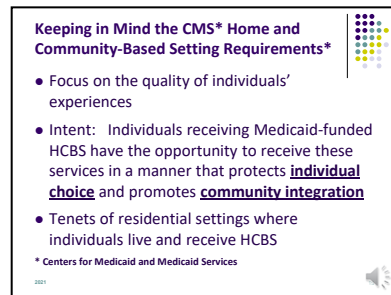 Keeping in Mind the CMS* Home and
Community-Based Setting Requirements*
● Focus on the quality of individuals’
experiences
● Intent: Individuals receiving Medicaid-funded
HCBS have the opportunity to receive these
services in a manner that protects individual
choice and promotes community integration
● Tenets of residential settings where
individuals live and receive HCBS
* Centers for Medicaid and Medicaid Services
2021